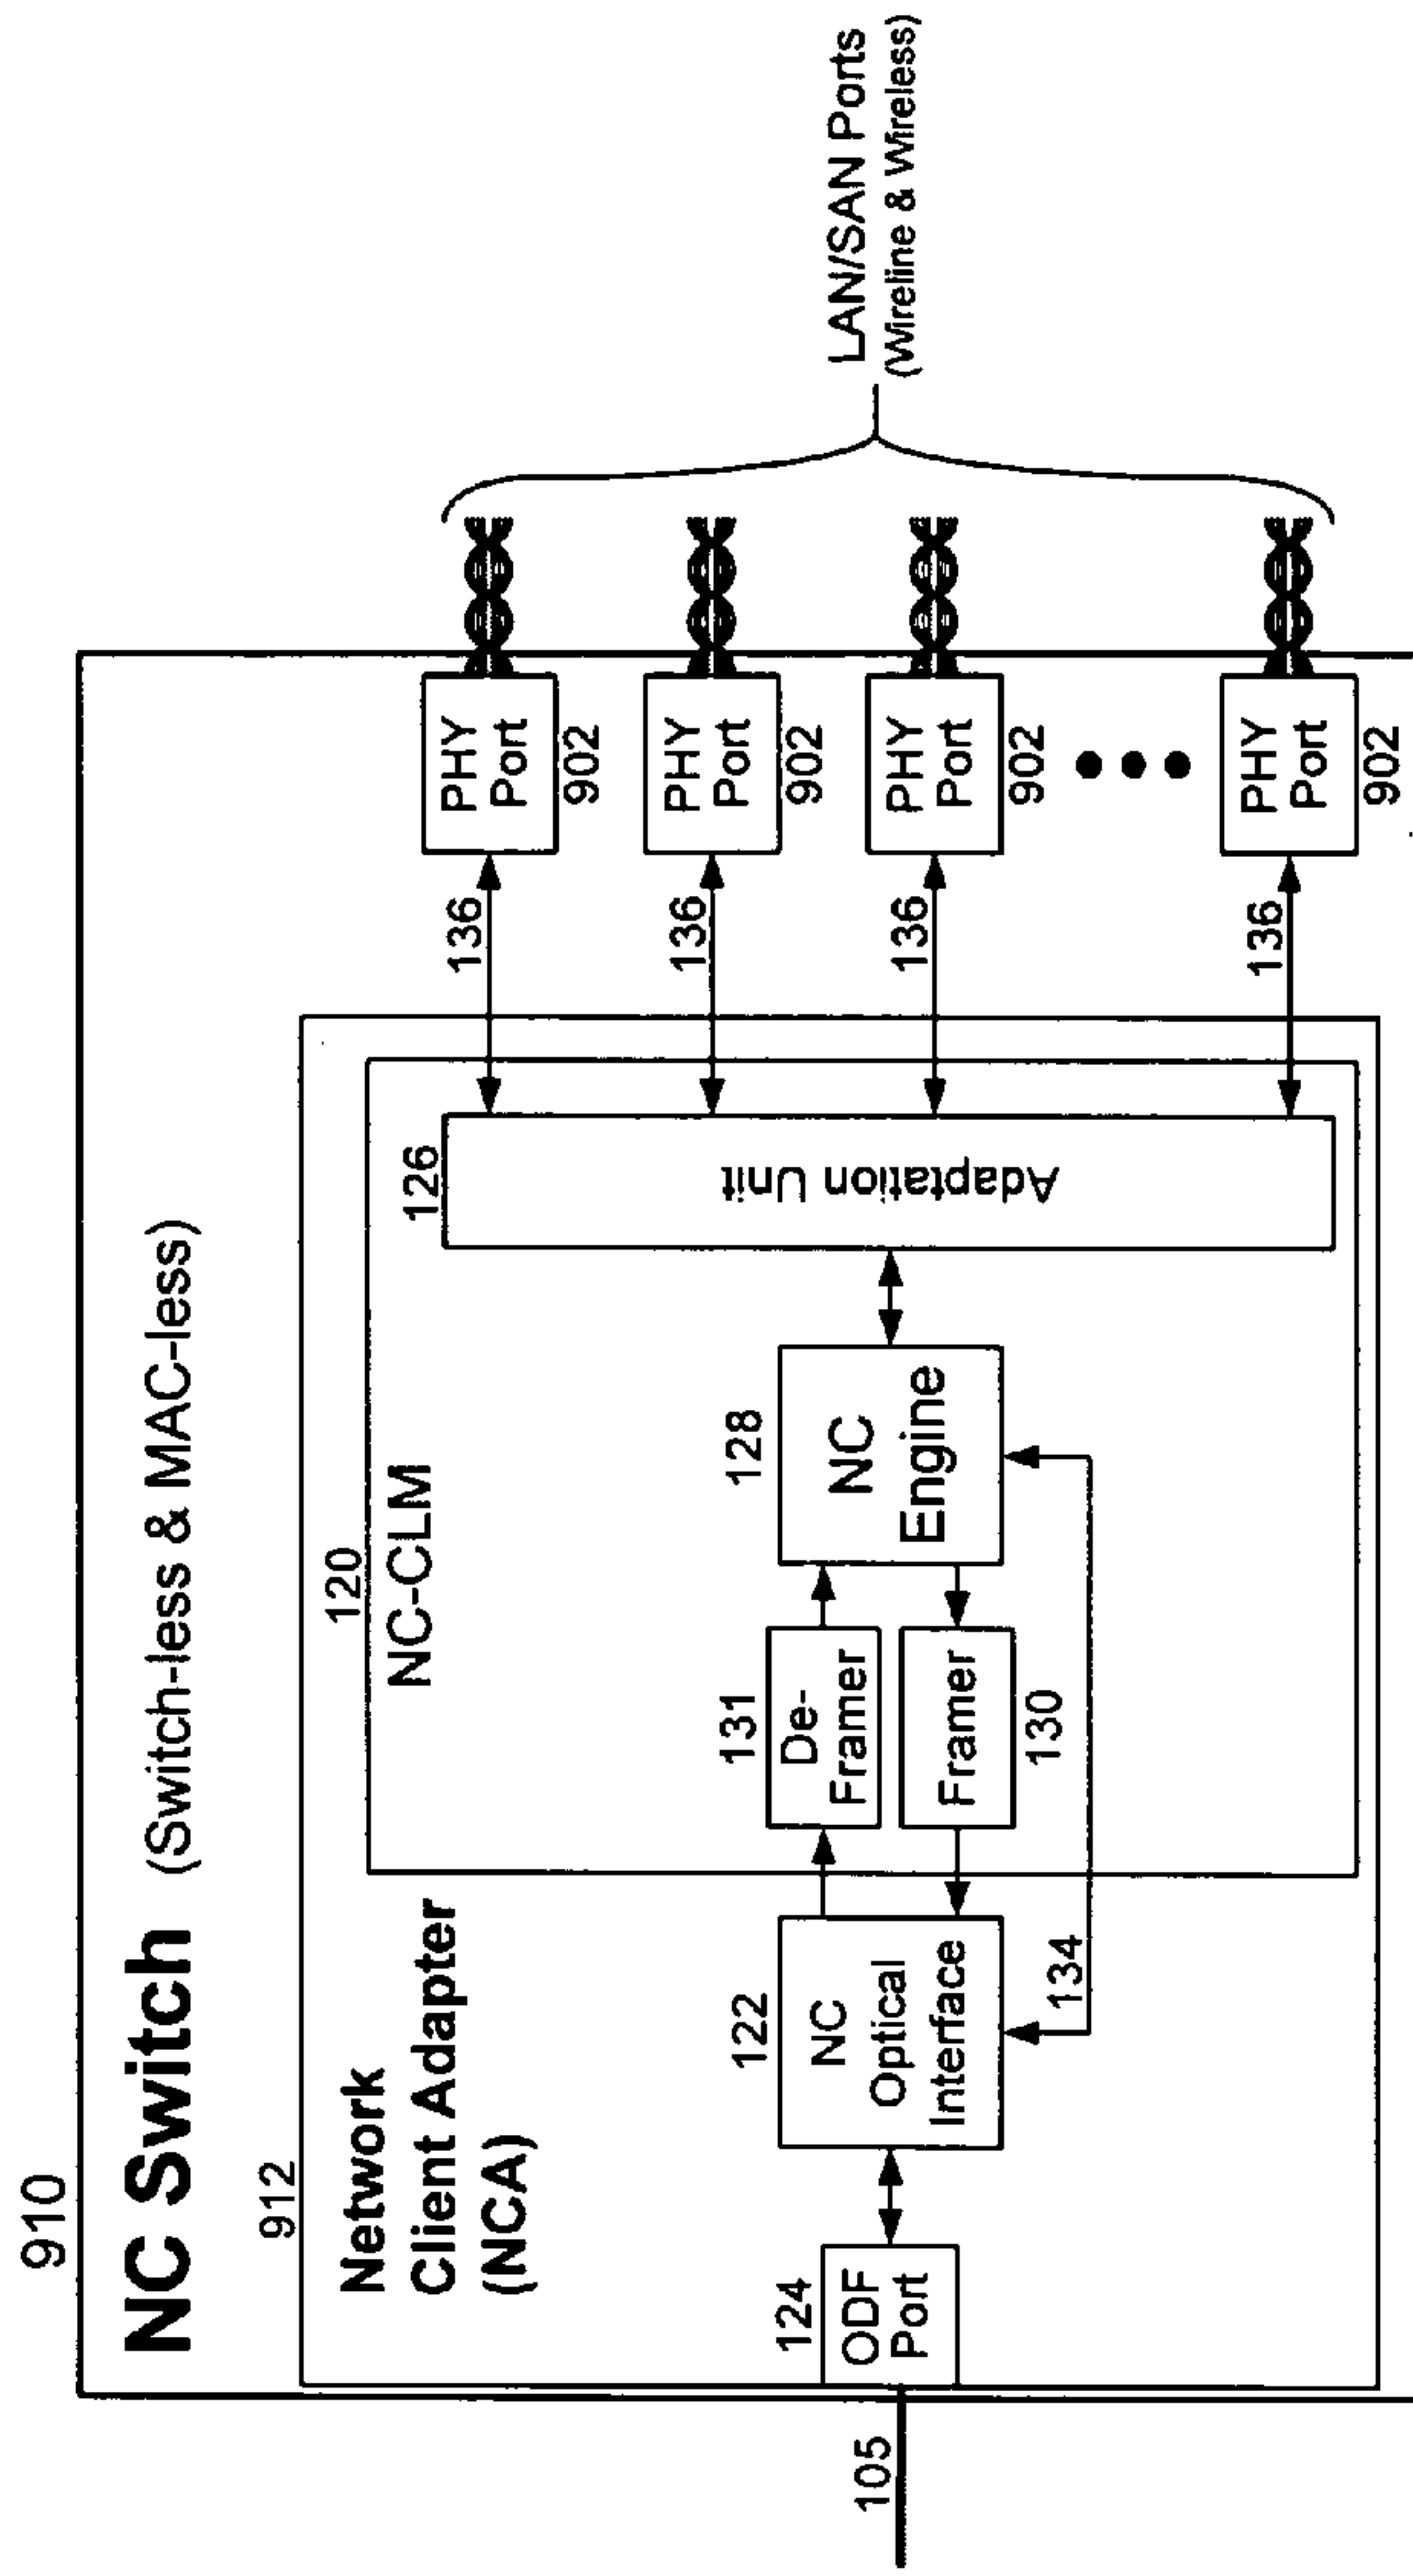 910
NC Switch (Switch-less & MAC-less)
912
Network
Client Adapter
(NCA)
120
NC-CLM
105
124
ODF
Port
122
NC
Optical
Interface
134
131
De-
Framer
Framer
130
128
NC
Engine
126
Adaptation Unit
136
136
136
136
PHY
Port
902
PHY
Port
902
PHY
Port
902
PHY
Port
902
LAN/SAN Ports
(Wireline & Wireless)